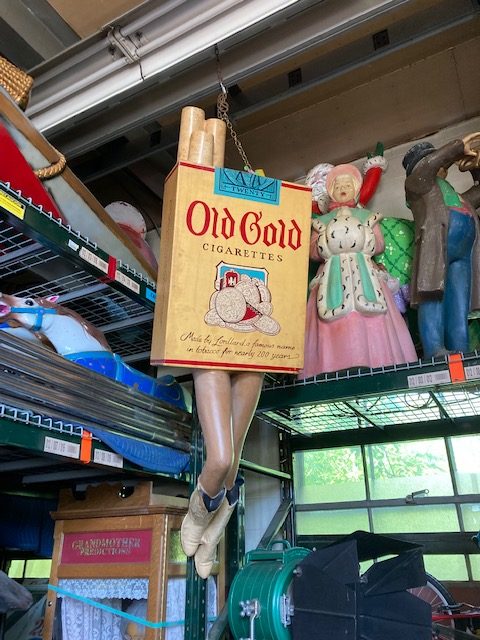 TWENTY
Old Gold
CIGARETTES
Made by Lorillard, a famous name
in tobacco for nearly 200 years
GRANDMOTHER
PREDICTIONS